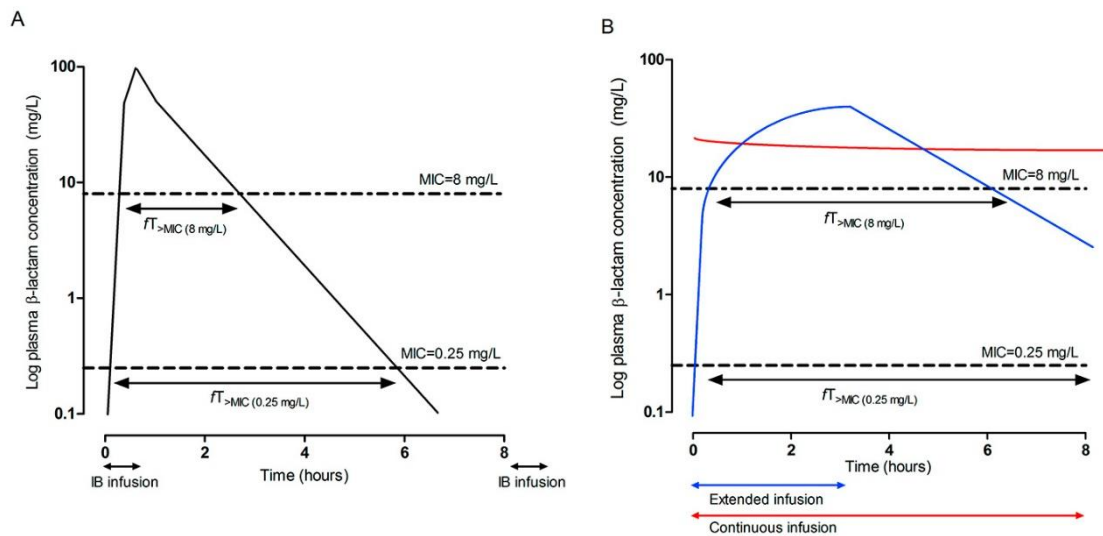 A
Log plasma β-lactam concentration (mg/L)
100
10
1
0.1
MIC=8 mg/L
fT>MIC (8 mg/L)
MIC=0.25 mg/L
fT>MIC (0.25 mg/L)
0 2 4 6 8
Time (hours)
IB infusion IB infusion
B
Log plasma β-lactam concentration (mg/L)
100
10
1
0.1
MIC=8 mg/L
fT>MIC (8 mg/L)
MIC=0.25 mg/L
fT>MIC (0.25 mg/L)
0 2 4 6 8
Time (hours)
Extended infusion
Continuous infusion